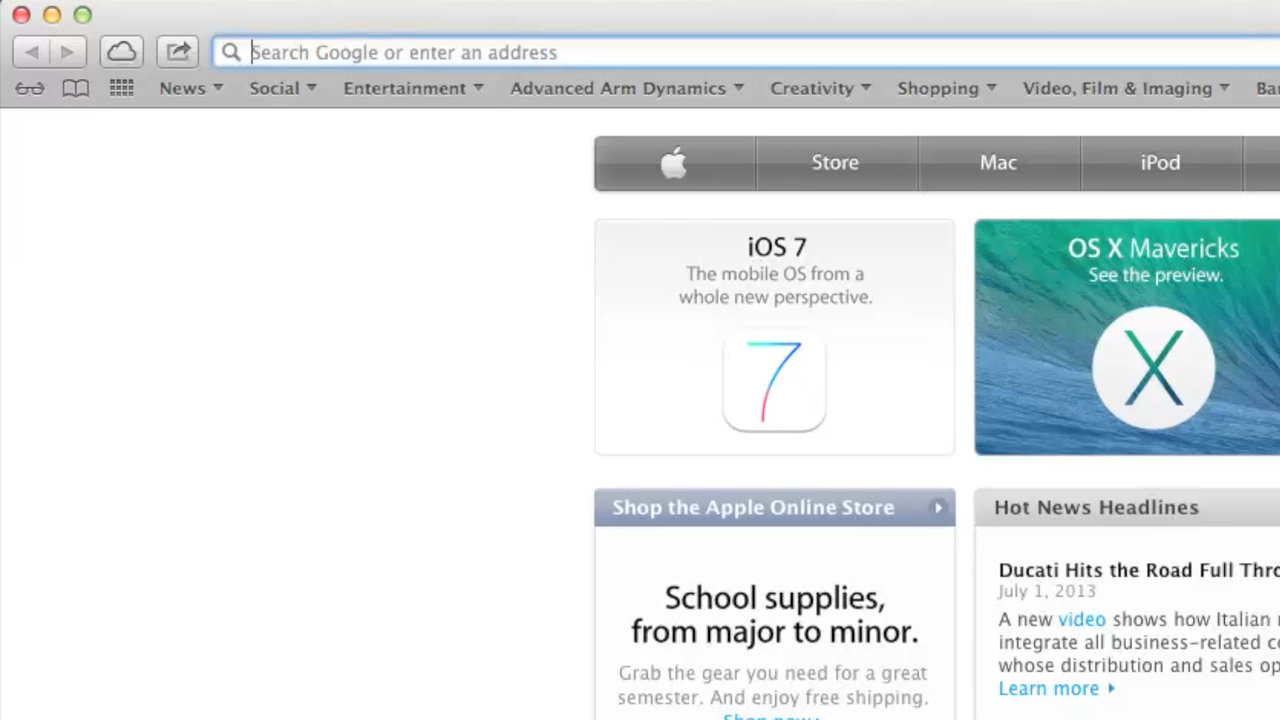 Search Google or enter an address
News Social Entertainment Advanced Arm Dynamics Creativity Shopping Video, Film & Imaging
Store Mac iPod
iOS 7
The mobile OS from a
whole new perspective.
7
OS X Mavericks
See the preview.
X
Shop the Apple Online Store
School supplies,
from major to minor.
Grab the gear you need for a great
semester. And enjoy free shipping.
Shop now
Hot News Headlines
Ducati Hits the Road Full Thro
July 1, 2013
A new video shows how Italian
integrate all business-related
whose distribution and sales
Learn more